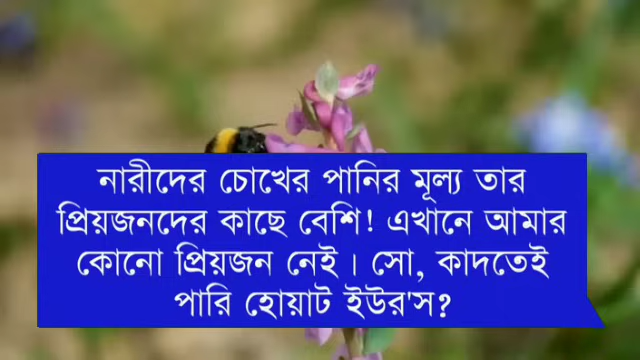 নারীদের চোখের পানির মূল্য তার
প্রিয়জনদের কাছে বেশি! এখানে আমার
কোনো প্রিয়জন নেই। সো, কাদতেই
পারি হোয়াট ইউর'স?